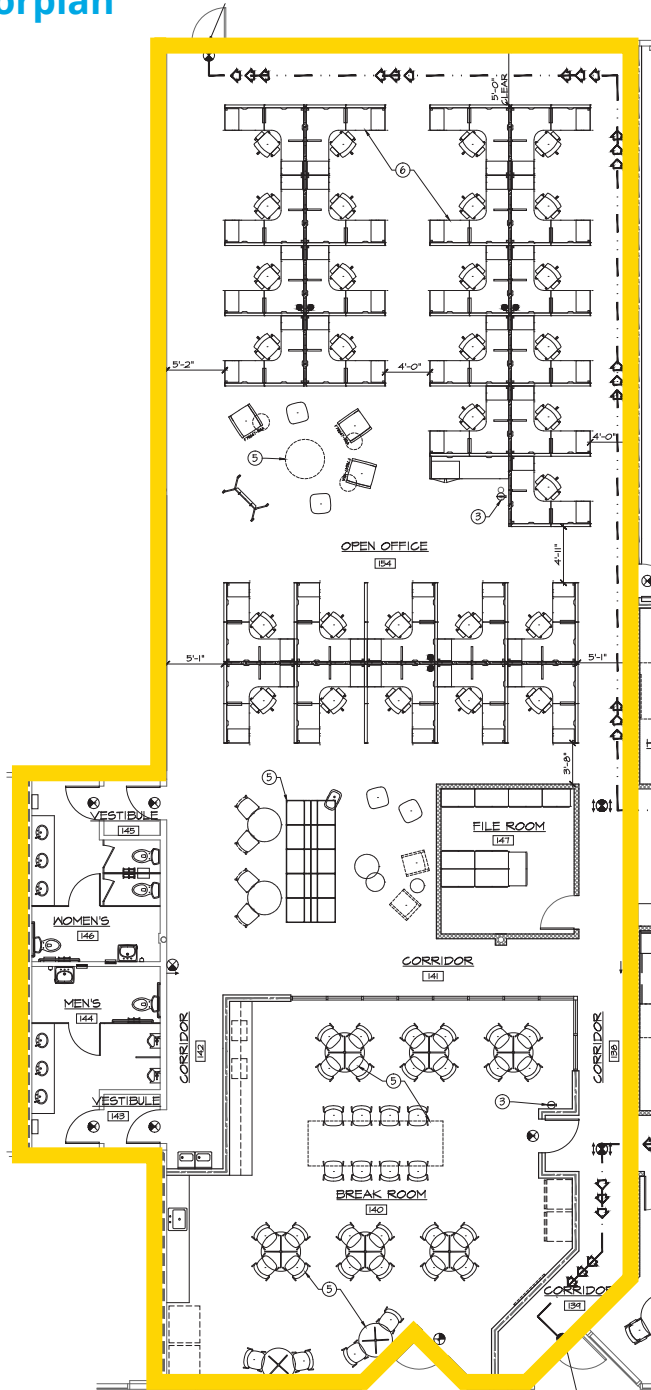 orplan
5'-0"
CLEAR
6
5'-2"
4'-0"
5
4'-0"
3
OPEN OFFICE
154
4'-11"
5'-1"
5'-1"
3'-8"
5
VESTIBULE
145
FILE ROOM
147
WOMEN'S
146
CORRIDOR
141
MEN'S
144
CORRIDOR
142
CORRIDOR
138
5
3
VESTIBULE
143
BREAK ROOM
140
5
CORRIDOR
139